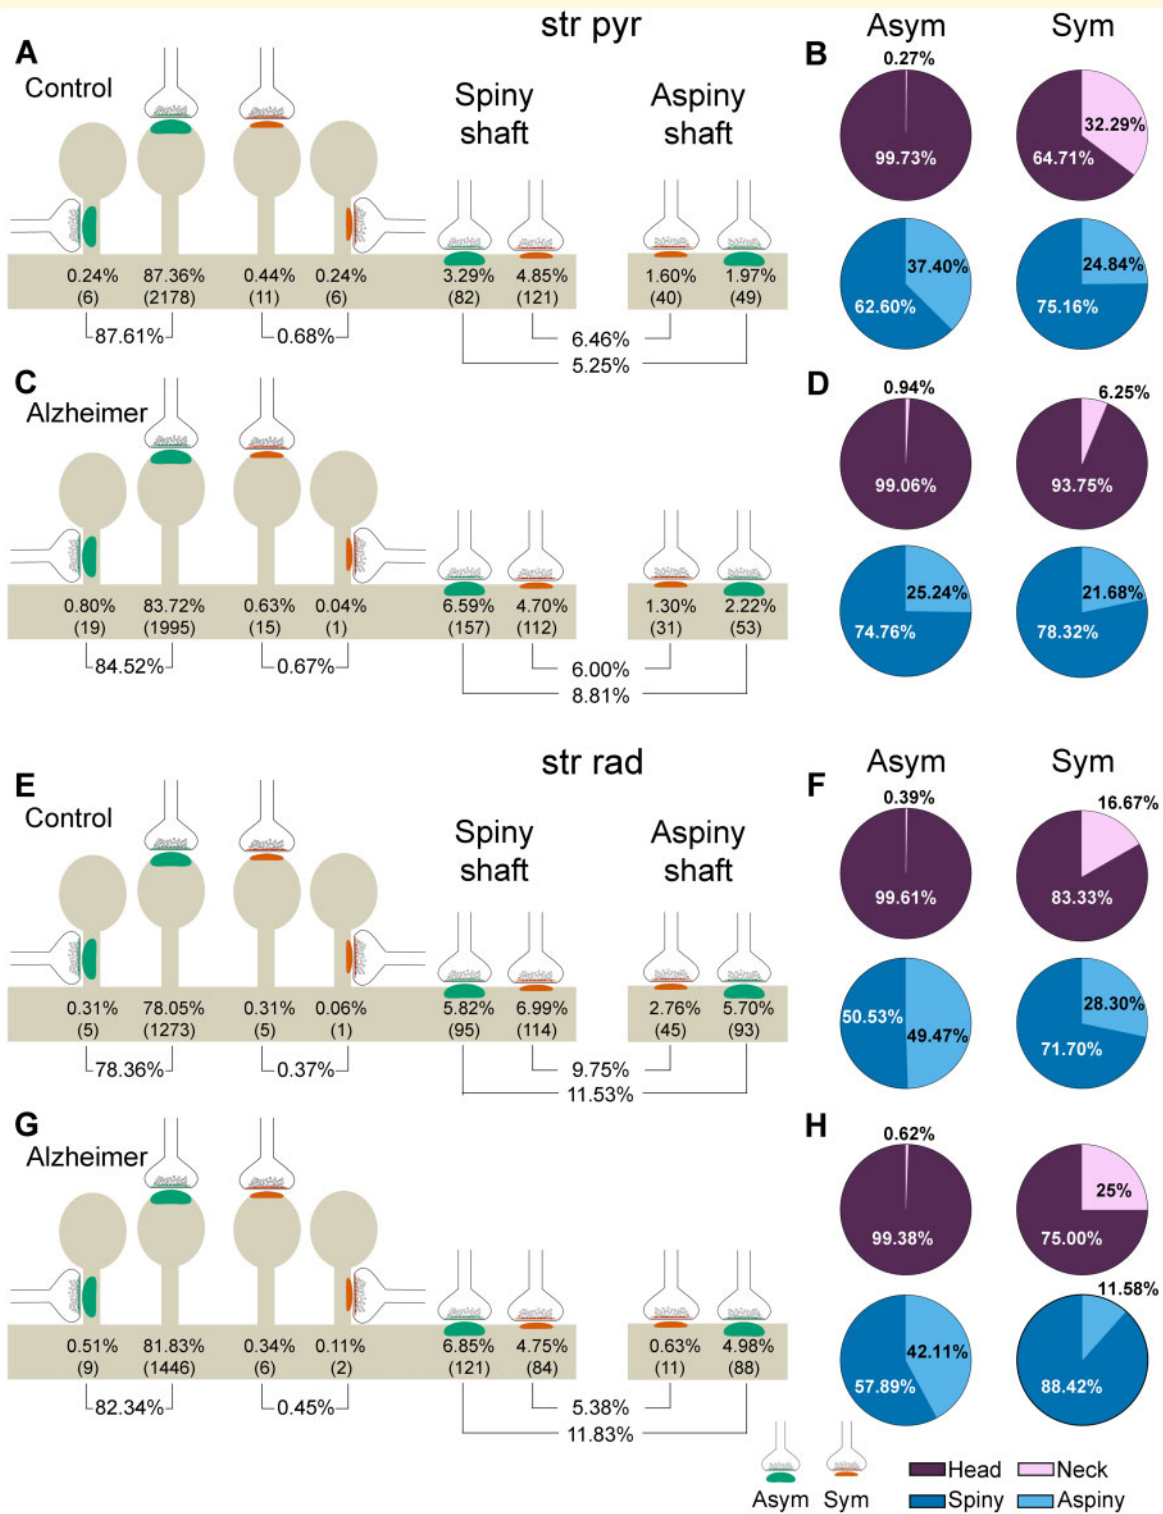 str pyr
A
Control
Spiny
shaft
Aspiny
shaft
0.24% 87.36% 0.44% 0.24% 3.29% 4.85% 1.60% 1.97%
(6) (2178) (11) (6) (82) (121) (40) (49)
87.61% 0.68% 6.46%
5.25%
B
Asym Sym
0.27%
99.73%
32.29%
64.71%
37.40%
62.60%
24.84%
75.16%
C
Alzheimer
0.80% 83.72% 0.63% 0.04% 6.59% 4.70% 1.30% 2.22%
(19) (1995) (15) (1) (157) (112) (31) (53)
84.52% 0.67% 6.00%
8.81%
D
0.94%
99.06%
6.25%
93.75%
25.24%
74.76%
21.68%
78.32%
str rad
E
Control
Spiny
shaft
Aspiny
shaft
0.31% 78.05% 0.31% 0.06% 5.82% 6.99% 2.76% 5.70%
(5) (1273) (5) (1) (95) (114) (45) (93)
78.36% 0.37% 9.75%
11.53%
F
Asym Sym
0.39%
99.61%
16.67%
83.33%
50.53%
49.47%
28.30%
71.70%
G
Alzheimer
0.51% 81.83% 0.34% 0.11% 6.85% 4.75% 0.63% 4.98%
(9) (1446) (6) (2) (121) (84) (11) (88)
82.34% 0.45% 5.38%
11.83%
H
0.62%
99.38%
25%
75.00%
42.11%
57.89%
11.58%
88.42%
Asym Sym
Head Neck
Spiny Aspiny